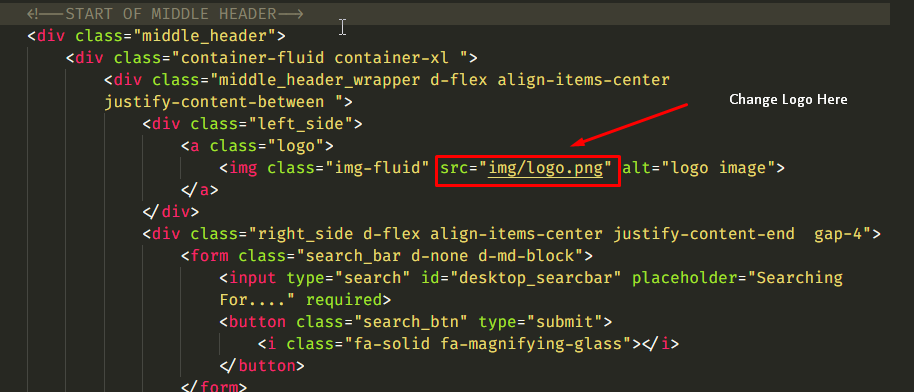 <!--START OF MIDDLE HEADER-->
<div class="middle_header">
<div class="container-fluid container-xl ">
<div class="middle_header_wrapper d-flex align-items-center
justify-content-between ">
Change Logo Here
<div class="left_side">
<a class="logo">
<img class="img-fluid" src="img/logo.png" alt="logo image">
</a>
</div>
<div class="right_side d-flex align-items-center justify-content-end  gap-4">
<form class="search_bar d-none d-md-block">
<input type="search" id="desktop_searcbar" placeholder="Searching
For...." required>
<button class="search_btn" type="submit">
<i class="fa-solid fa-magnifying-glass"></i>
</button>
</form>